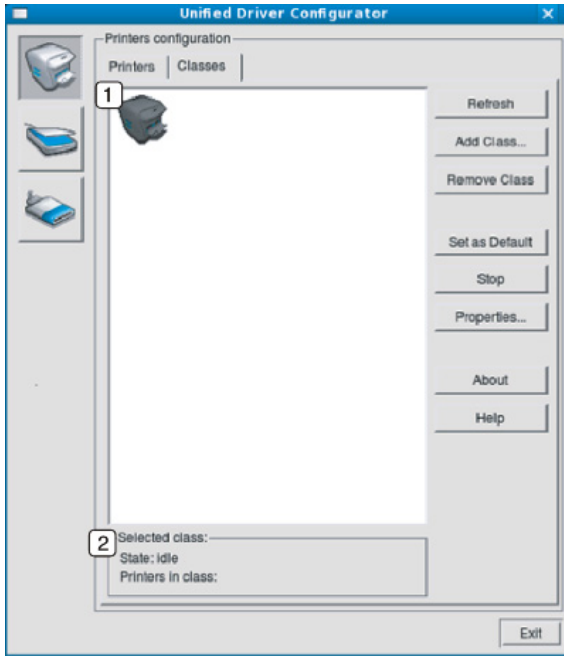 Unified Driver Configurator
Printers configuration
Printers
Classes
1
Refresh
Add Class...
Remove Class
Set as Default
Stop
Properties...
About
Help
2
Selected class:
State: idle
Printers in class:
Exit